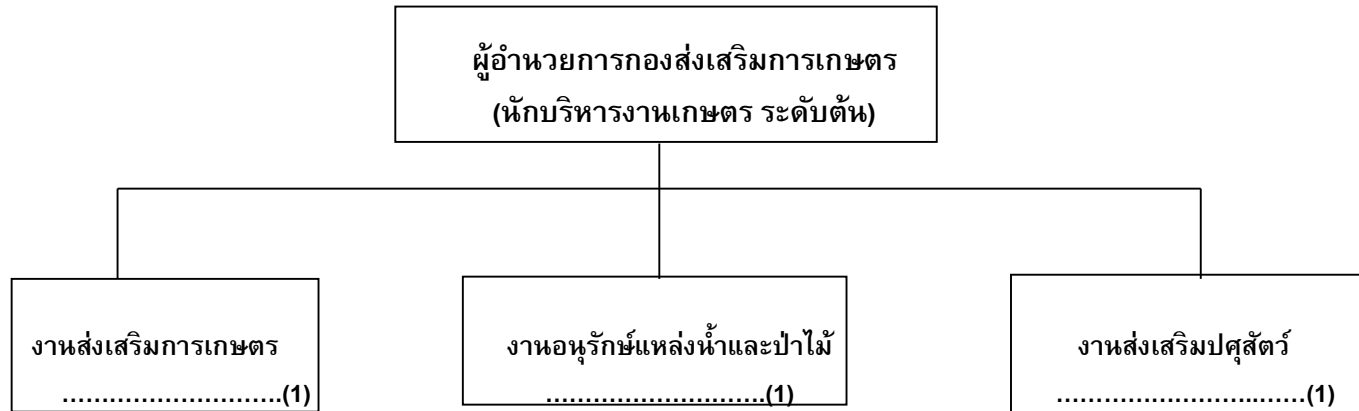 ผู้อำนวยการกองส่งเสริมการเกษตร
(นักบริหารงานเกษตร ระดับต้น)
งานส่งเสริมการเกษตร
……………………….(1)
งานอนุรักษ์แหล่งน้ำและป่าไม้
……………………….(1)
งานส่งเสริมปศุสัตว์
……………………..……(1)